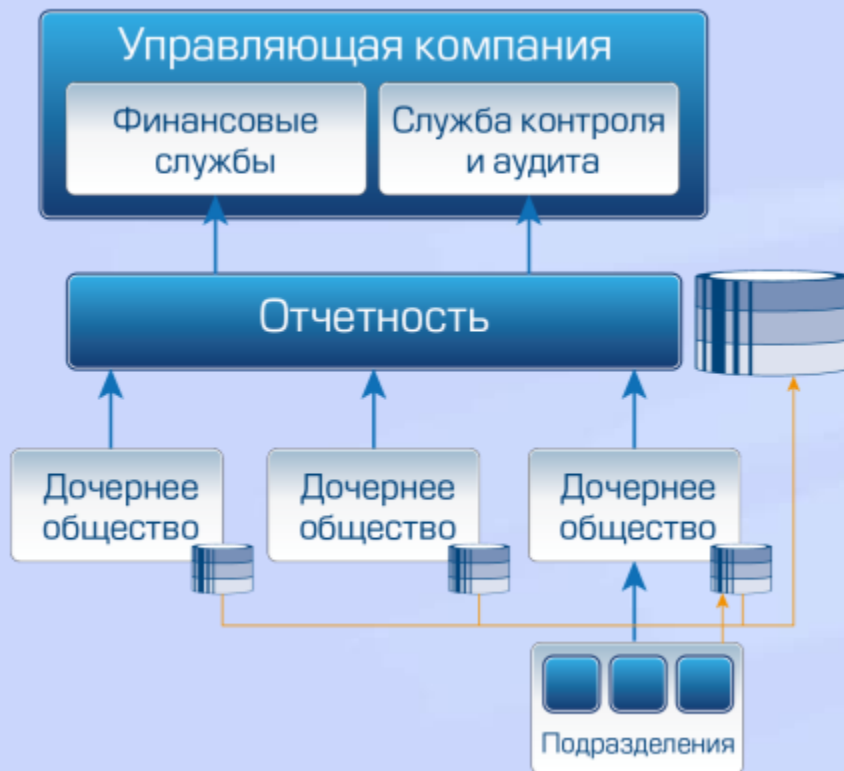 Управляющая компания
Финансовые
службы
Служба контроля
и аудита
Отчетность
Дочернее
общество
Дочернее
общество
Дочернее
общество
Подразделения